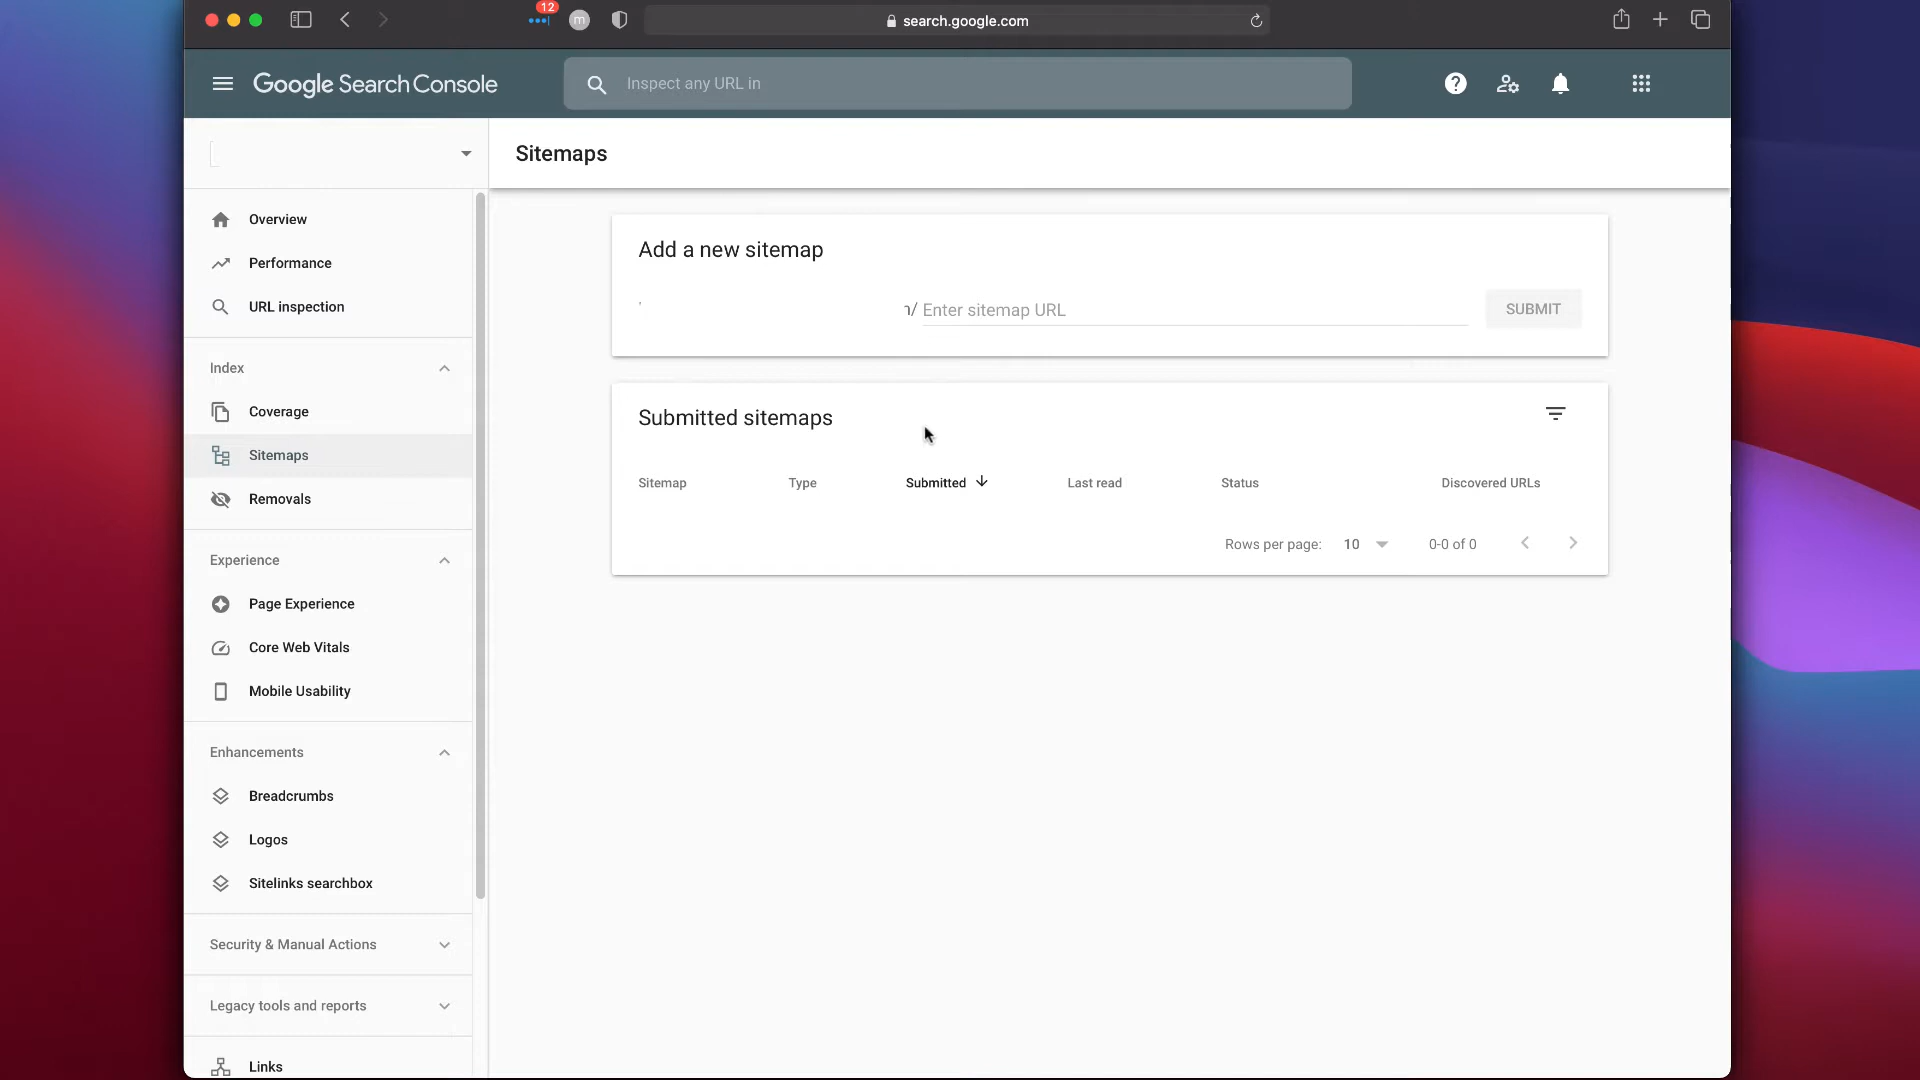 12
m
search.google.com
Google Search Console
Inspect any URL in
Sitemaps
Overview
Performance
URL inspection
Index
Coverage
Sitemaps
Removals
Experience
Page Experience
Core Web Vitals
Mobile Usability
Enhancements
Breadcrumbs
Logos
Sitelinks searchbox
Security & Manual Actions
Legacy tools and reports
Links
Add a new sitemap
/ Enter sitemap URL
SUBMIT
Submitted sitemaps
Sitemap Type Submitted Last read Status Discovered URLs
Rows per page: 10 0-0 of 0